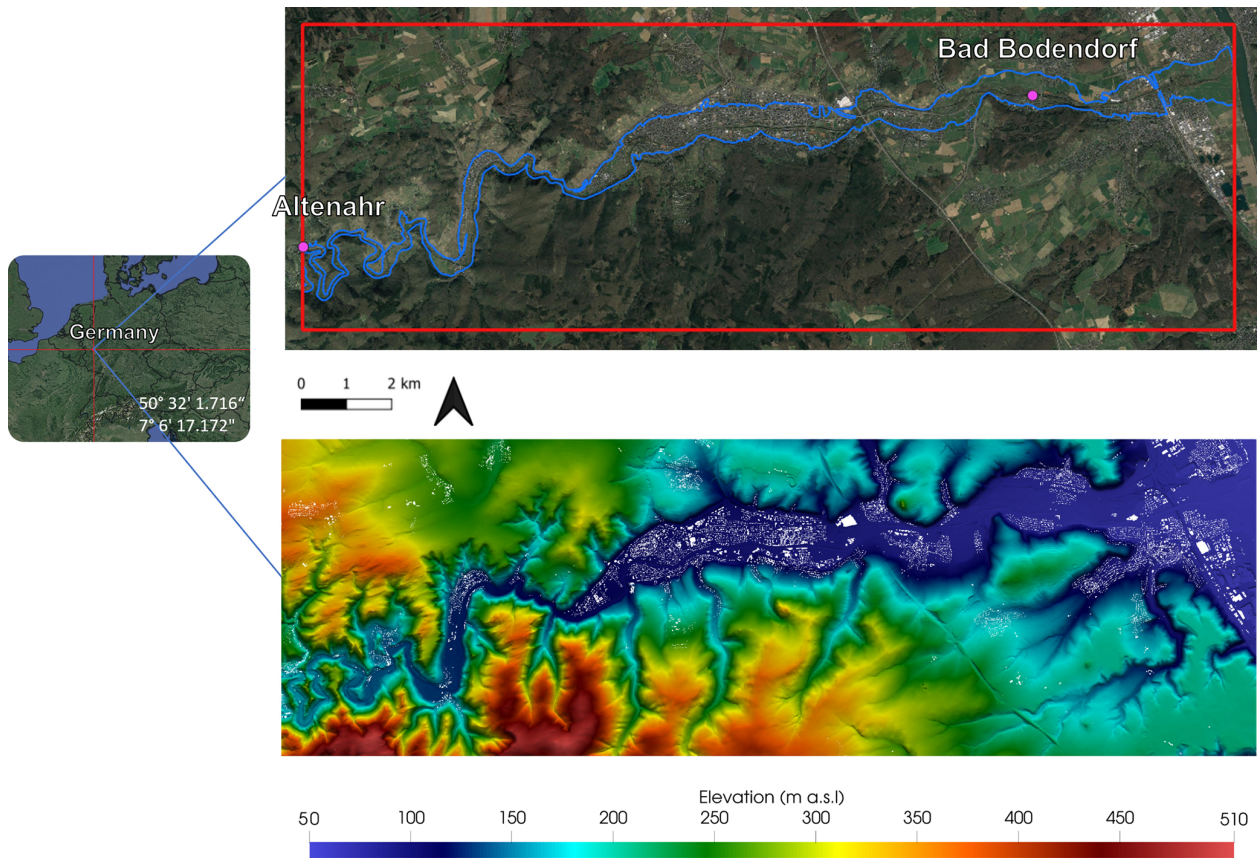 Bad Bodendorf
Altenahr
Germany
50° 32' 1.716“
7° 6' 17.172"
0 1 2 km
Elevation (m a.s.l)
50 100 150 200 250 300 350 400 450 510